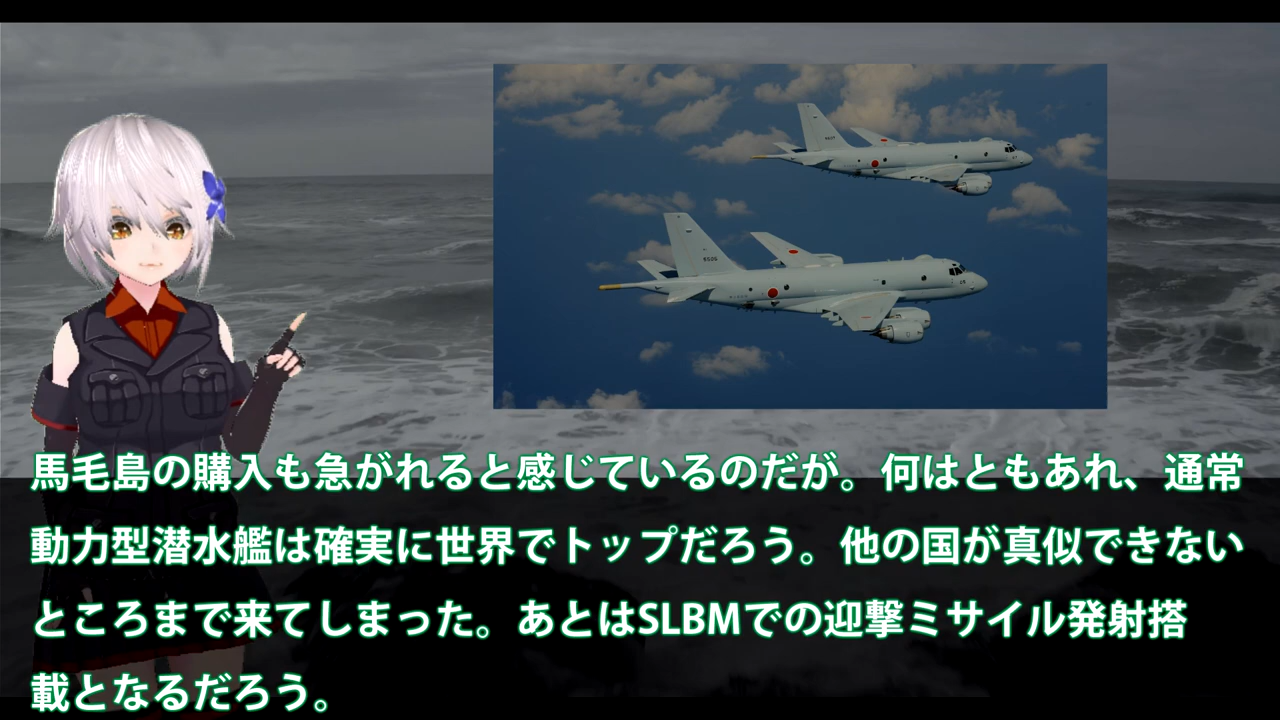 馬毛島の購入も急がれると感じているのだが。何はともあれ、通常
動力型潜水艦は確実に世界でトップだろう。他の国が真似できない
ところまで来てしまった。あとはSLBMでの迎撃ミサイル発射搭
載となるだろう。